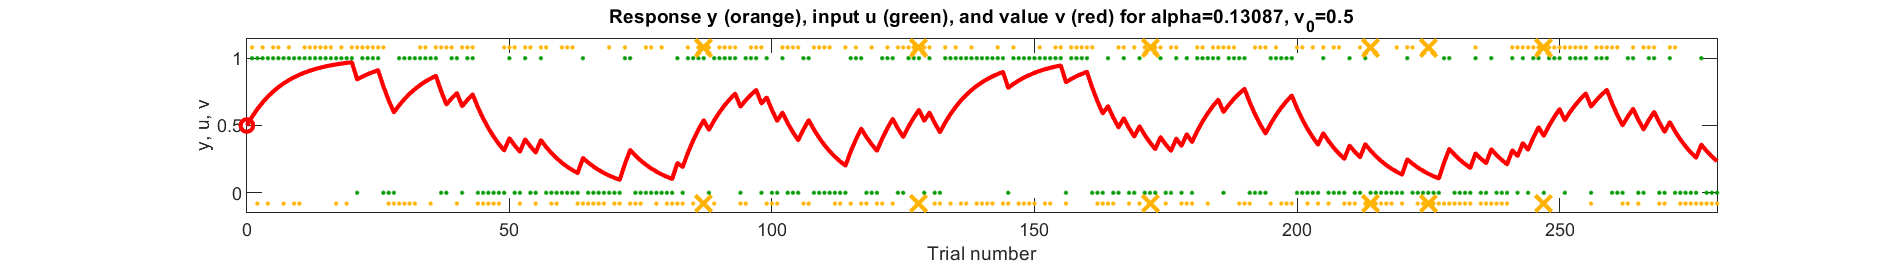 Response y (orange), input u (green), and value v (red) for alpha=0.13087, v0=0.5
y, u, v
1
0.5
0
0 50 100 150 200 250
Trial number